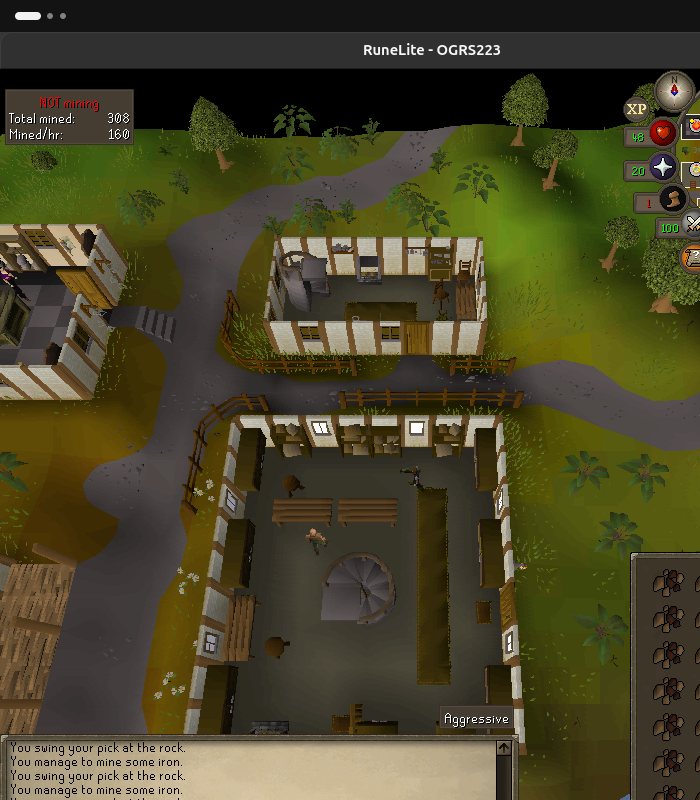 RuneLite - OGRS223
NOT mining
Total mined: 308
Mined/hr: 160
N
XP
48
20
1
100
Aggressive
You swing your pick at the rock.
You manage to mine some iron.
You swing your pick at the rock.
You manage to mine some iron.